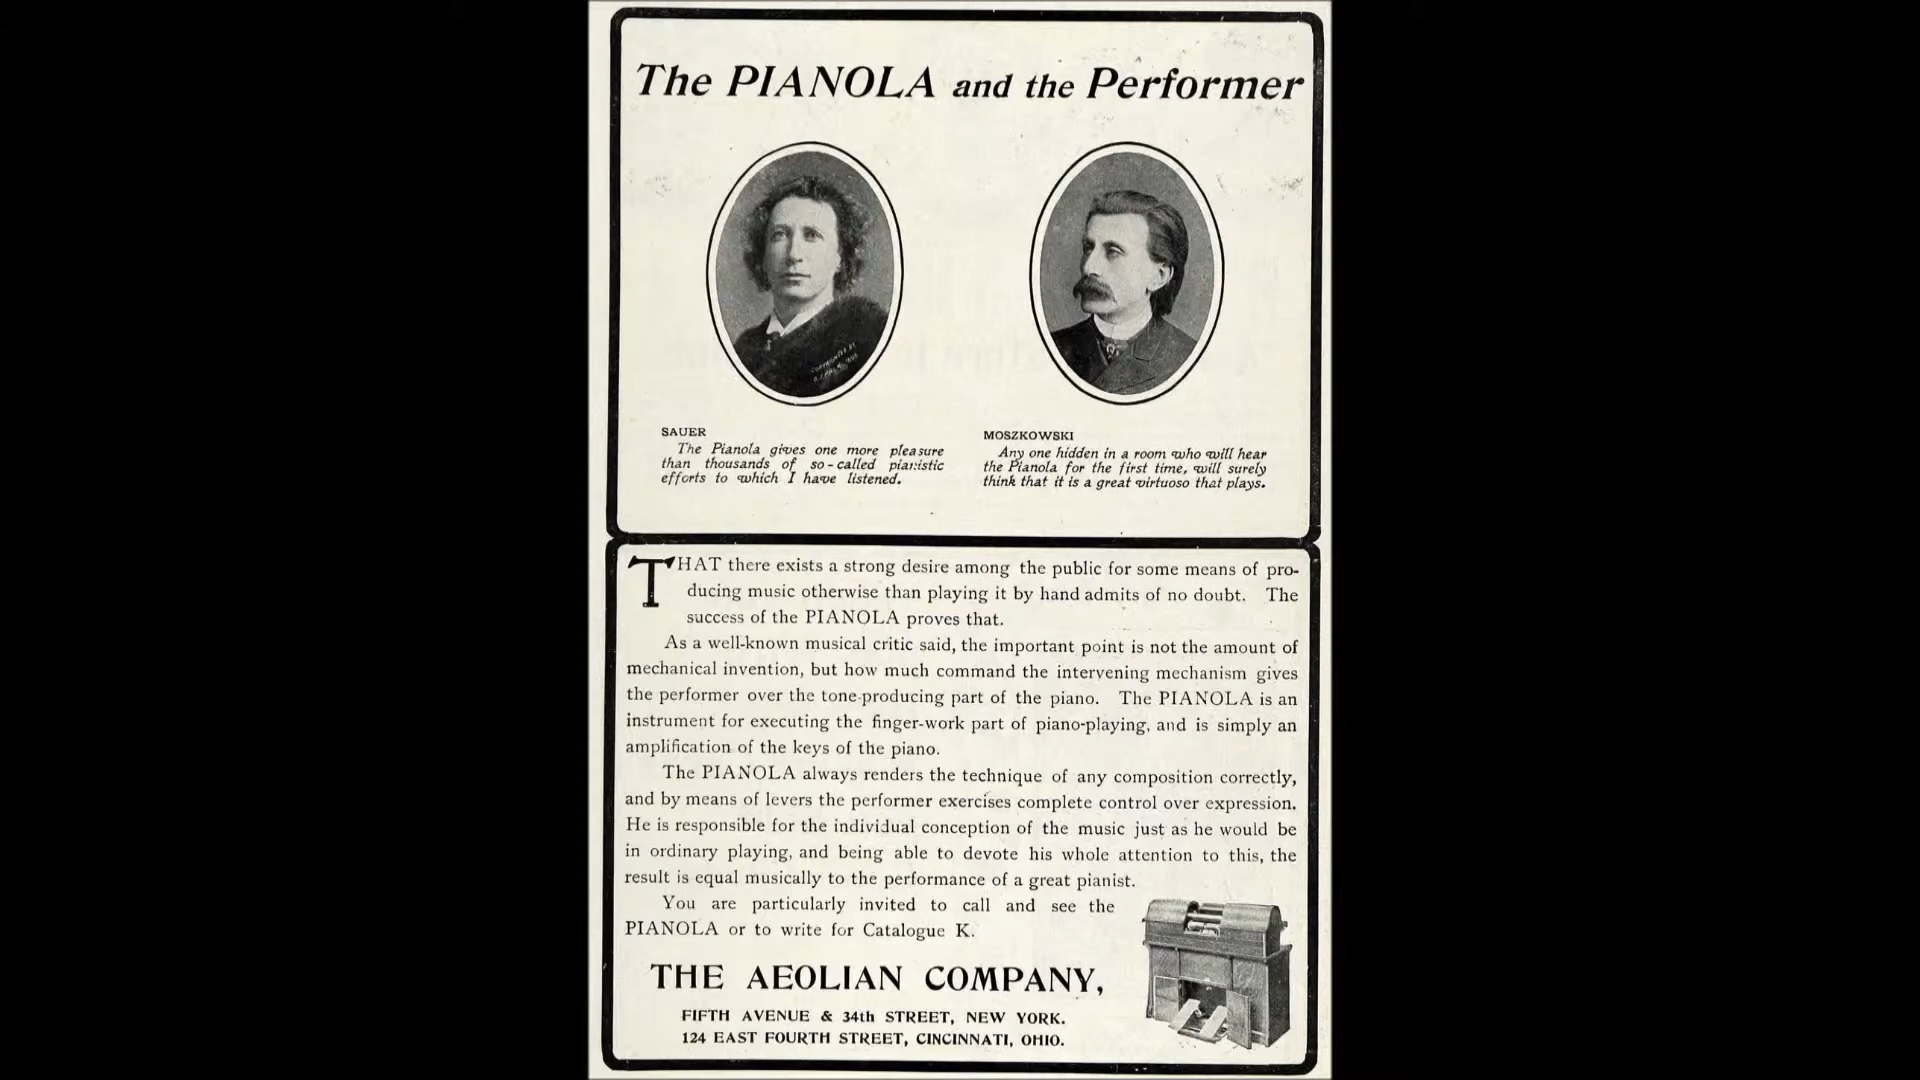 The PIANOLA and the Performer
SAUER
The Pianola gives one more pleasure
than thousands of so-called pianistic
efforts to which I have listened.
MOSZKOWSKI
Any one hidden in a room who will hear
the Pianola for the first time, will surely
think that it is a great virtuoso that plays.
THAT there exists a strong desire among the public for some means of pro-
ducing music otherwise than playing it by hand admits of no doubt. The
success of the PIANOLA proves that.
As a well-known musical critic said, the important point is not the amount of
mechanical invention, but how much command the intervening mechanism gives
the performer over the tone-producing part of the piano. The PIANOLA is an
instrument for executing the finger-work part of piano-playing, and is simply an
amplification of the keys of the piano.
The PIANOLA always renders the technique of any composition correctly,
and by means of levers the performer exercises complete control over expression.
He is responsible for the individual conception of the music just as he would be
in ordinary playing, and being able to devote his whole attention to this, the
result is equal musically to the performance of a great pianist.
You are particularly invited to call and see the
PIANOLA or to write for Catalogue K.
THE AEOLIAN COMPANY,
FIFTH AVENUE & 34th STREET, NEW YORK.
124 EAST FOURTH STREET, CINCINNATI, OHIO.